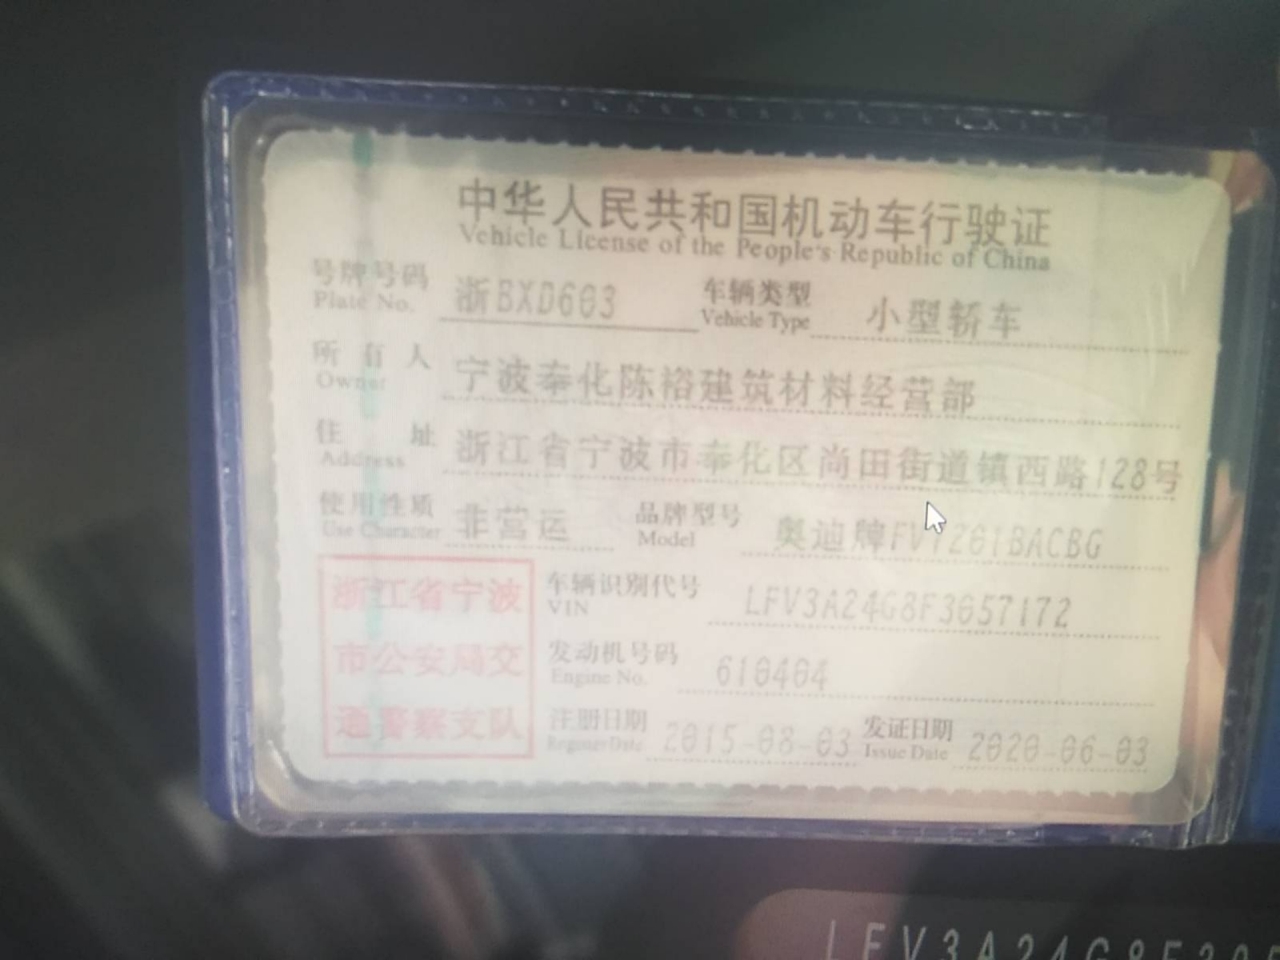 中华人民共和国机动车行驶证
Vehicle License of the People's Republic of China
号牌号码 浙BXD603 车辆类型 小型轿车
Plate No. Vehicle Type
所有人 宁波奉化陈裕建筑材料经营部
Owner
住址 浙江省宁波市奉化区尚田街道镇西路128号
Address
使用性质 非营运 品牌型号 奥迪牌FV7201BACBG
Use Character Model
浙江省宁波
市公安局交
通警察支队
车辆识别代号 LFV3A24G8F3057172
VIN
发动机号码 610404
Engine No.
注册日期 2015-08-03 发证日期 2020-06-03
Register Date Issue Date
LFV3A24G8F305